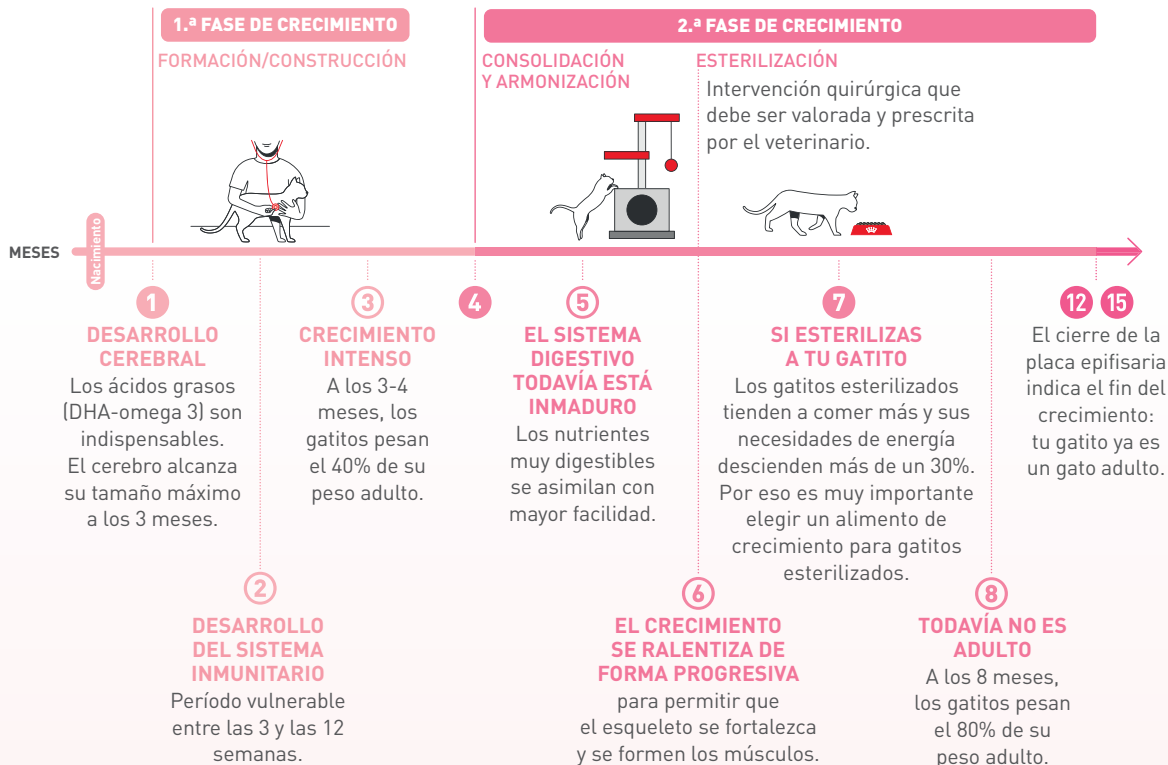 1.ª FASE DE CRECIMIENTO
2.ª FASE DE CRECIMIENTO
FORMACIÓN/CONSTRUCCIÓN
CONSOLIDACIÓN
Y ARMONIZACIÓN
ESTERILIZACIÓN
Intervención quirúrgica que
debe ser valorada y prescrita
por el veterinario.
MESES
Nacimiento
1
DESARROLLO
CEREBRAL
Los ácidos grasos
(DHA-omega 3) son
indispensables.
El cerebro alcanza
su tamaño máximo
a los 3 meses.
2
DESARROLLO
DEL SISTEMA
INMUNITARIO
Período vulnerable
entre las 3 y las 12
semanas.
3
CRECIMIENTO
INTENSO
A los 3-4
meses, los
gatitos pesan
el 40% de su
peso adulto.
4
5
EL SISTEMA
DIGESTIVO
TODAVÍA ESTÁ
INMADURO
Los nutrientes
muy digestibles
se asimilan con
mayor facilidad.
6
EL CRECIMIENTO
SE RALENTIZA DE
FORMA PROGRESIVA
para permitir que
el esqueleto se fortalezca
y se formen los músculos.
7
SI ESTERILIZAS
A TU GATITO
Los gatitos esterilizados
tienden a comer más y sus
necesidades de energía
descienden más de un 30%.
Por eso es muy importante
elegir un alimento de
crecimiento para gatitos
esterilizados.
8
TODAVÍA NO ES
ADULTO
A los 8 meses,
los gatitos pesan
el 80% de su
peso adulto.
12 15
El cierre de la
placa epifisaria
indica el fin del
crecimiento:
tu gatito ya es
un gato adulto.